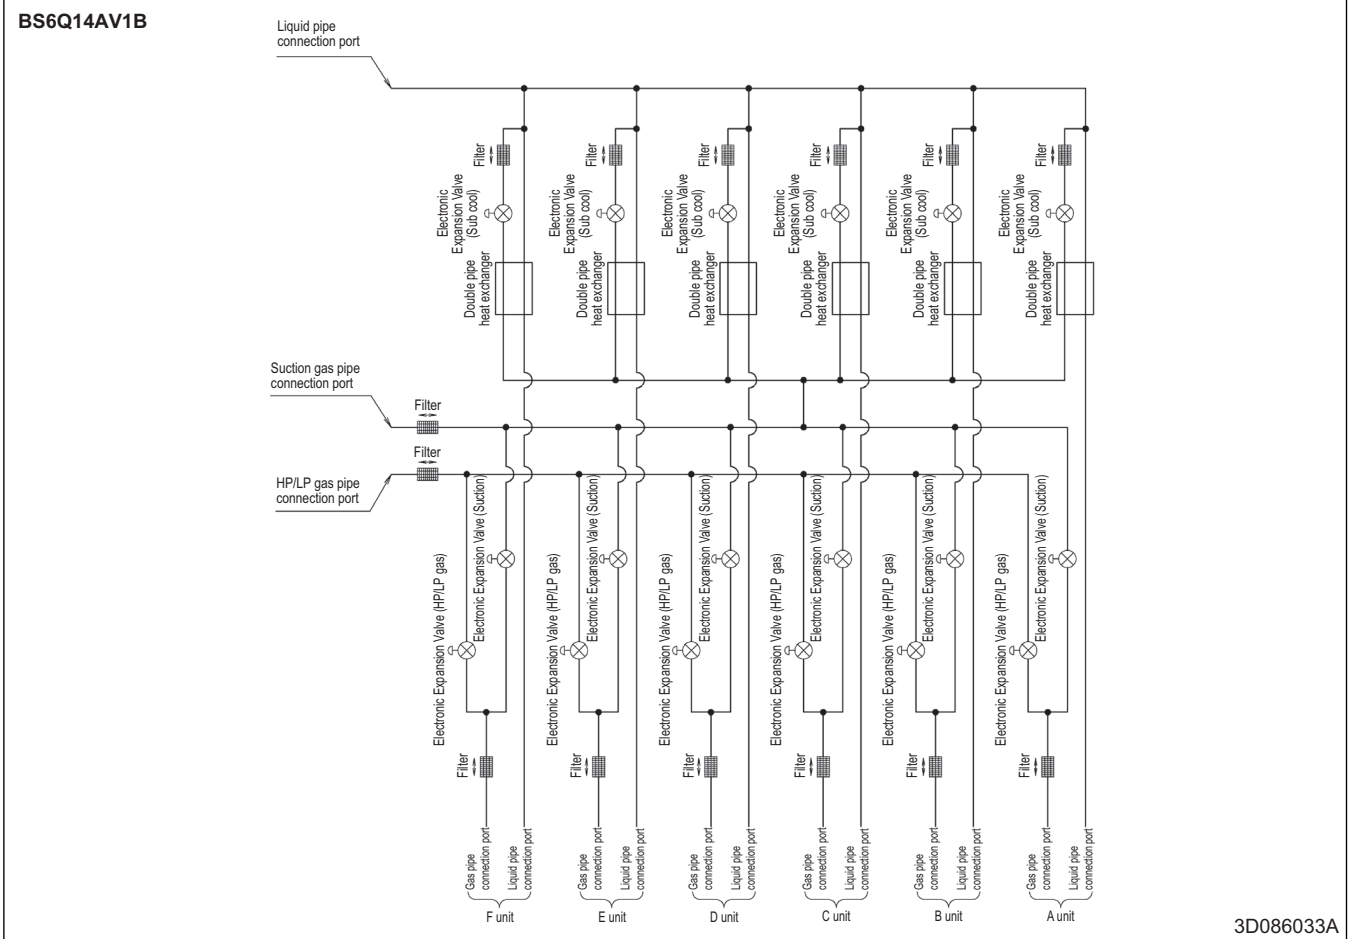 BS6Q14AV1B
Liquid pipe
connection port
Filter
Filter
Filter
Filter
Filter
Filter
Electronic
Expansion Valve
(Sub cool)
Electronic
Expansion Valve
(Sub cool)
Electronic
Expansion Valve
(Sub cool)
Electronic
Expansion Valve
(Sub cool)
Electronic
Expansion Valve
(Sub cool)
Electronic
Expansion Valve
(Sub cool)
Double pipe
heat exchanger
Double pipe
heat exchanger
Double pipe
heat exchanger
Double pipe
heat exchanger
Double pipe
heat exchanger
Double pipe
heat exchanger
Suction gas pipe
connection port
Filter
Filter
HP/LP gas pipe
connection port
Electronic Expansion Valve (HP/LP gas)
Electronic Expansion Valve (Suction)
Electronic Expansion Valve (HP/LP gas)
Electronic Expansion Valve (Suction)
Electronic Expansion Valve (HP/LP gas)
Electronic Expansion Valve (Suction)
Electronic Expansion Valve (HP/LP gas)
Electronic Expansion Valve (Suction)
Electronic Expansion Valve (HP/LP gas)
Electronic Expansion Valve (Suction)
Electronic Expansion Valve (HP/LP gas)
Electronic Expansion Valve (Suction)
Filter
Filter
Filter
Filter
Filter
Filter
Gas pipe
connection port
Liquid pipe
connection port
Gas pipe
connection port
Liquid pipe
connection port
Gas pipe
connection port
Liquid pipe
connection port
Gas pipe
connection port
Liquid pipe
connection port
Gas pipe
connection port
Liquid pipe
connection port
Gas pipe
connection port
Liquid pipe
connection port
F unit
E unit
D unit
C unit
B unit
A unit
3D086033A